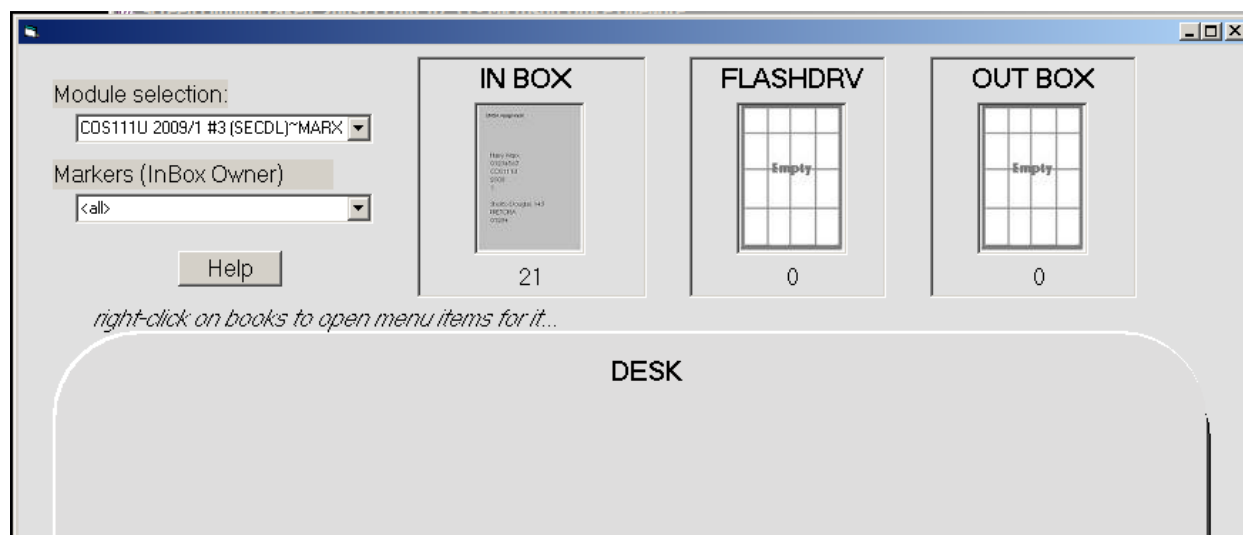 Module selection:
COS111U 2009/1 #3 (SECDL)~MARX
Markers (InBox Owner)
<all>
Help
right-click on books to open menu items for it...
IN BOX
21
FLASHDRV
Empty
0
OUT BOX
Empty
0
DESK